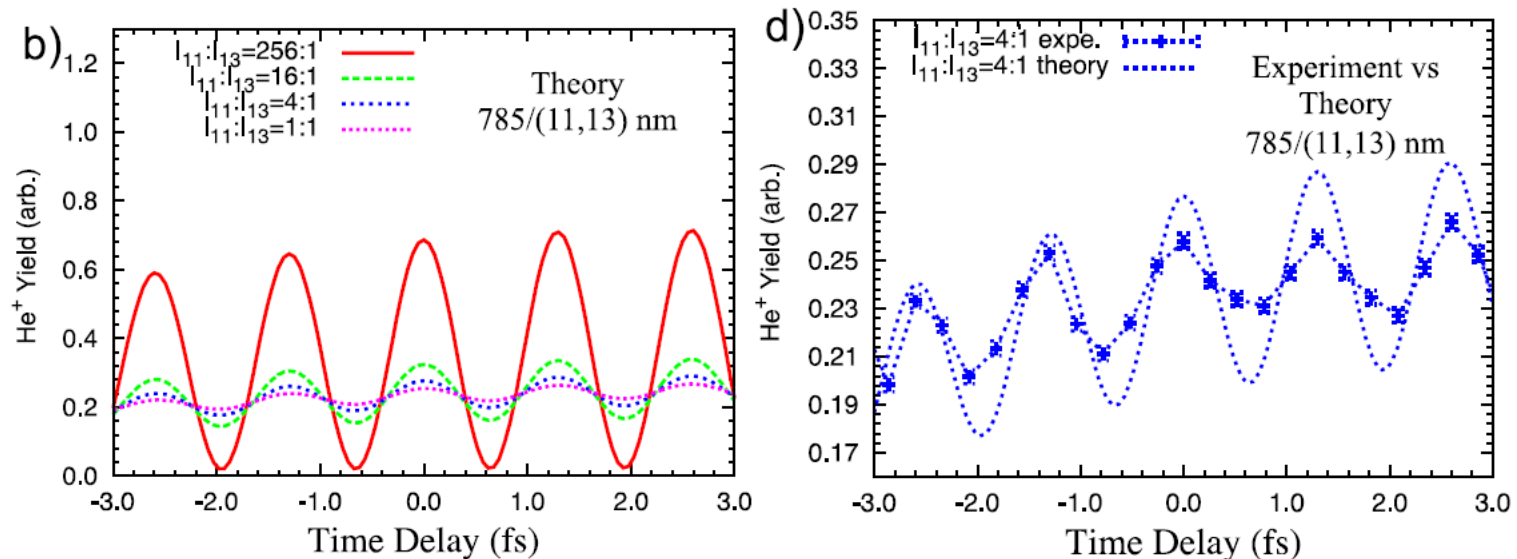 b)
I₁₁:I₁₃=256:1
I₁₁:I₁₃=16:1
I₁₁:I₁₃=4:1
I₁₁:I₁₃=1:1
Theory
785/(11,13) nm
He⁺ Yield (arb.)
1.2
1.0
0.8
0.6
0.4
0.2
0.0
-3.0 -2.0 -1.0 0.0 1.0 2.0 3.0
Time Delay (fs)
d)
I₁₁:I₁₃=4:1 expe.
I₁₁:I₁₃=4:1 theory
Experiment vs
Theory
785/(11,13) nm
He⁺ Yield (arb.)
0.35
0.33
0.31
0.29
0.27
0.25
0.23
0.21
0.19
0.17
-3.0 -2.0 -1.0 0.0 1.0 2.0 3.0
Time Delay (fs)